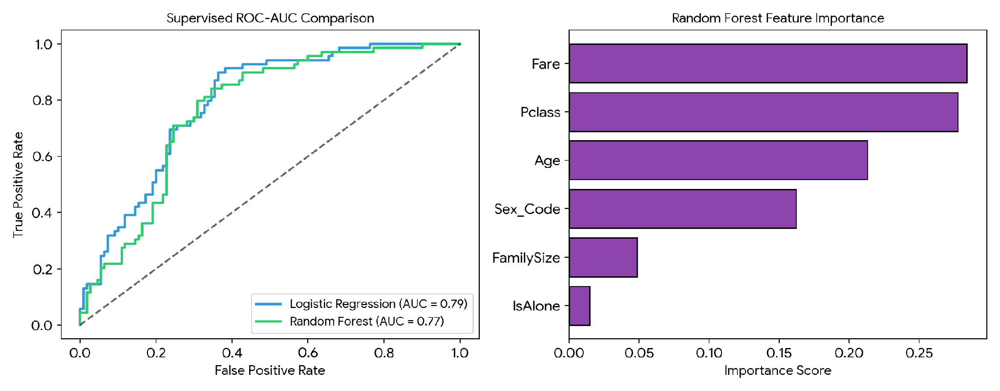 Supervised ROC-AUC Comparison
True Positive Rate
1.0
0.8
0.6
0.4
0.2
0.0
Logistic Regression (AUC = 0.79)
Random Forest (AUC = 0.77)
0.0 0.2 0.4 0.6 0.8 1.0
False Positive Rate
Random Forest Feature Importance
Fare
Pclass
Age
Sex_Code
FamilySize
IsAlone
0.00 0.05 0.10 0.15 0.20 0.25
Importance Score